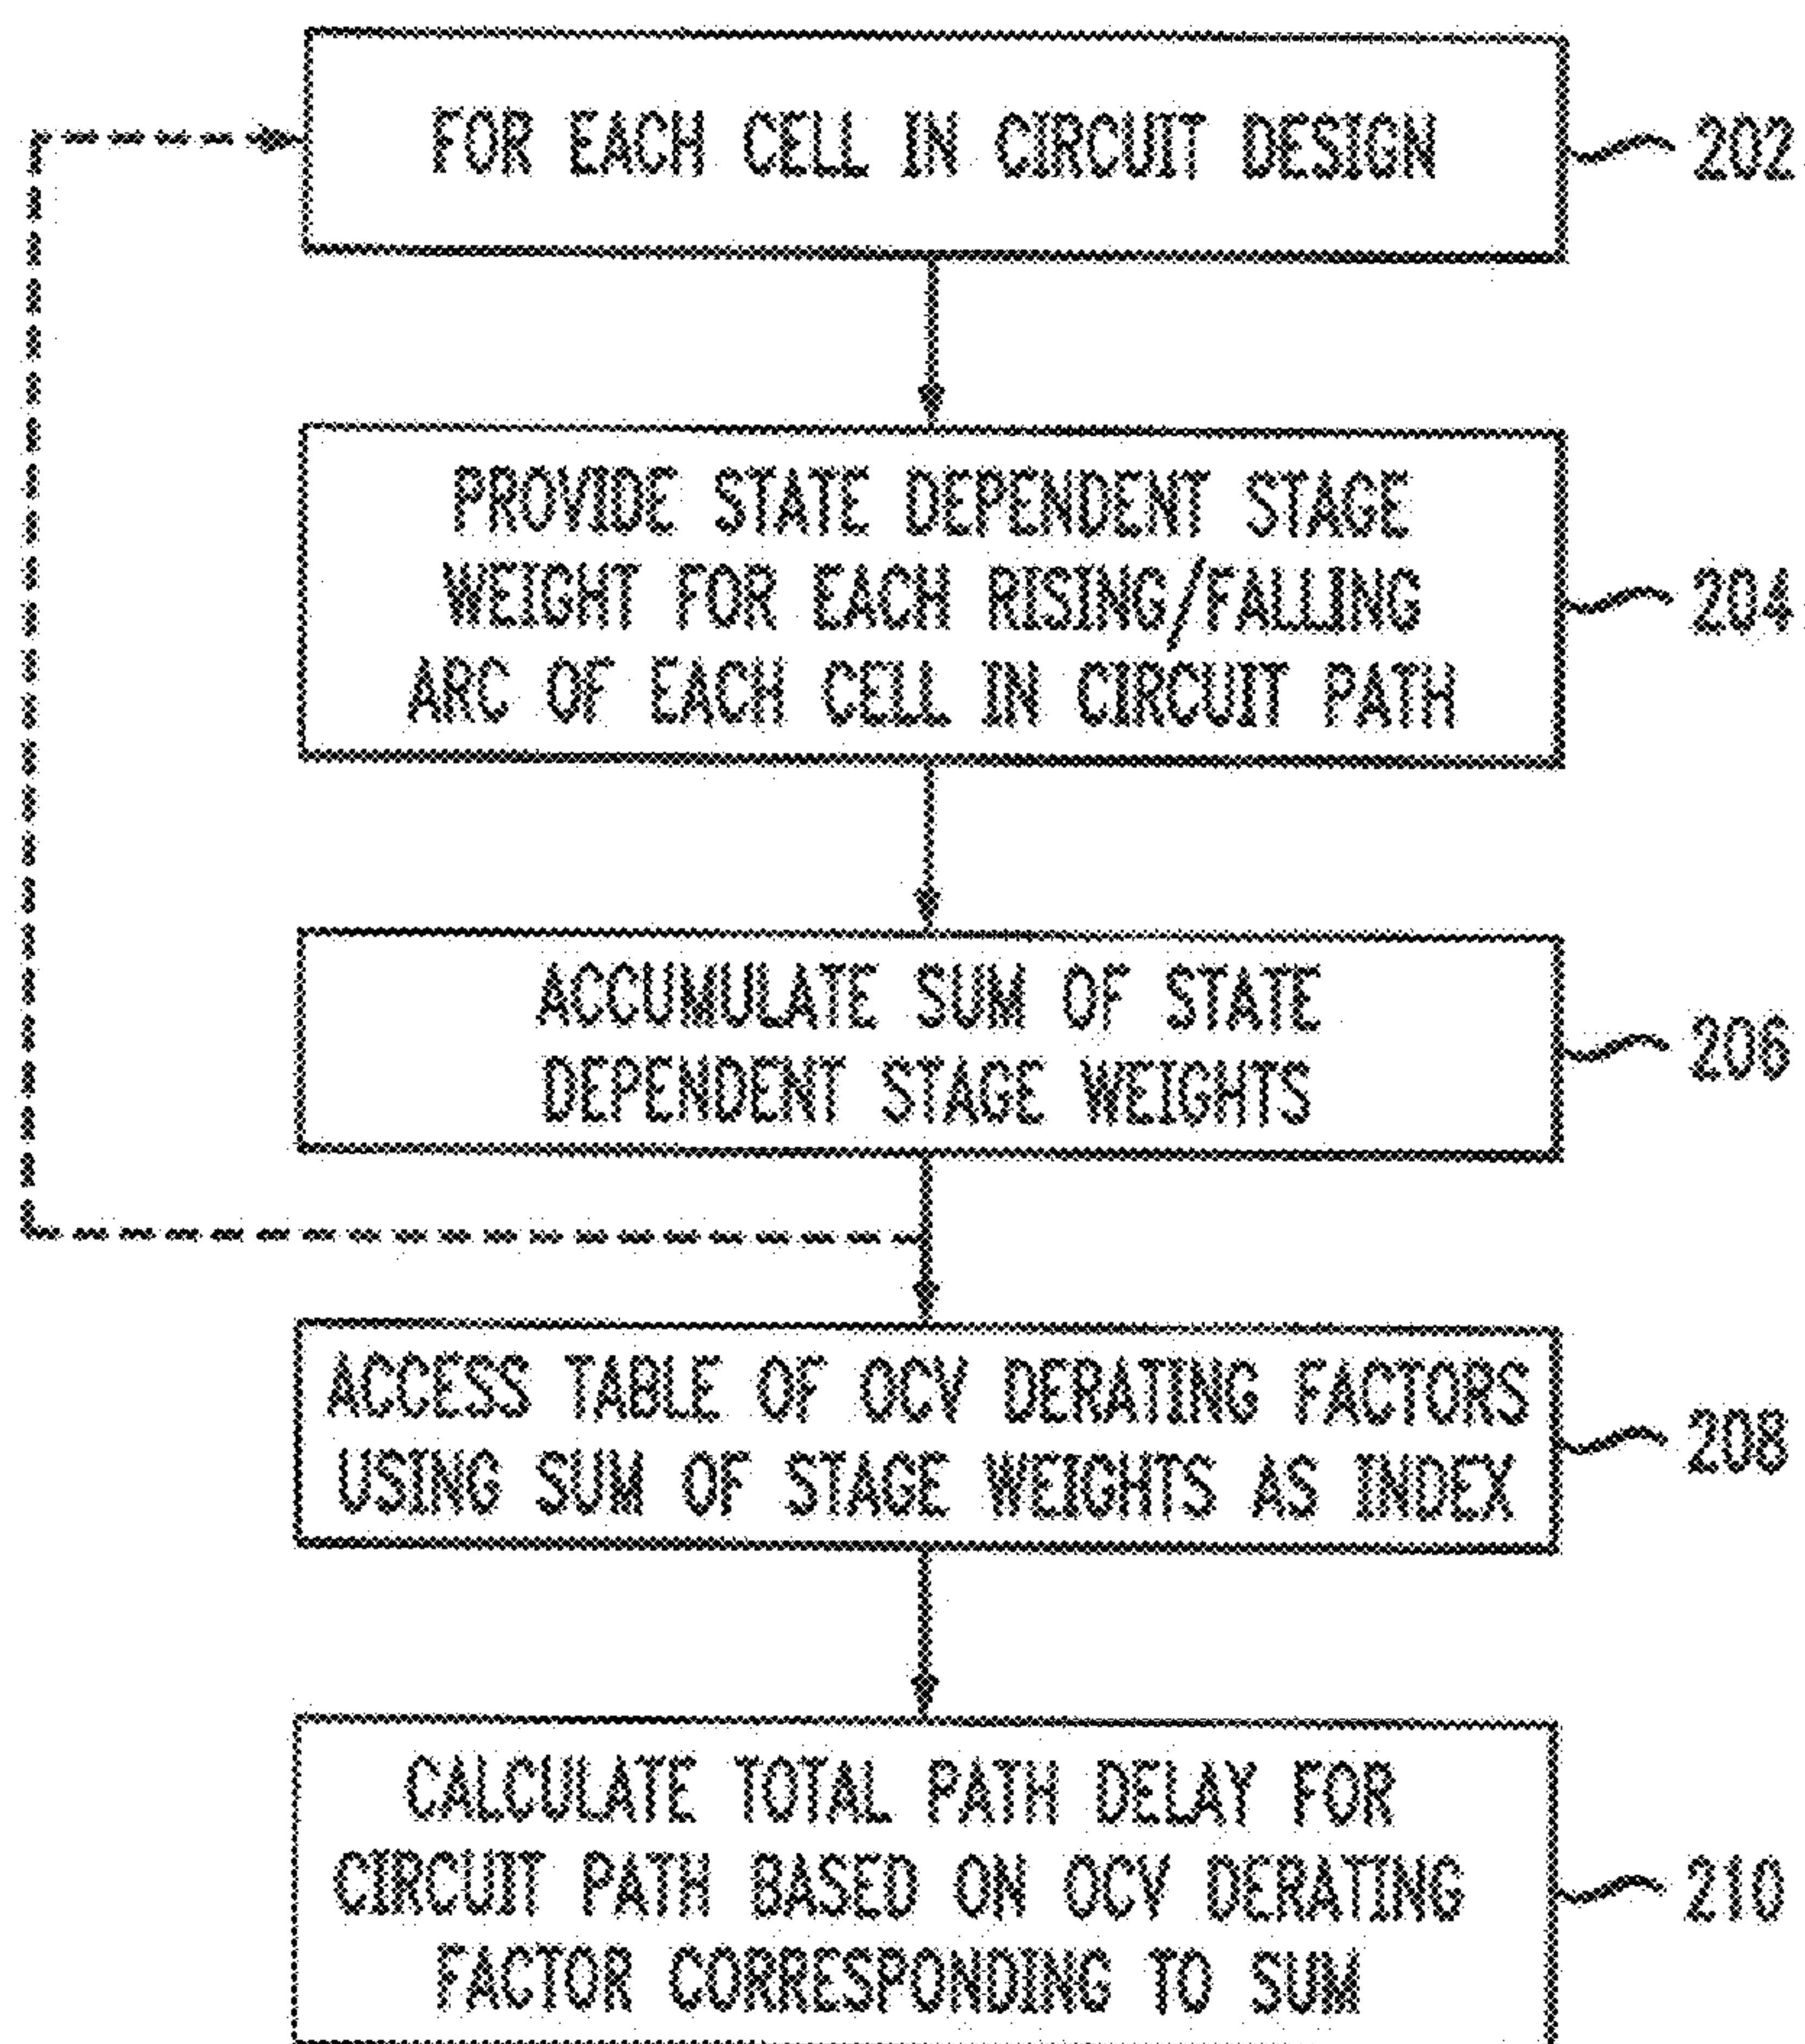 FOR EACH CELL IN CIRCUIT DESIGN
202
PROVIDE STATE DEPENDENT STAGE
WEIGHT FOR EACH RISING/FALLING
ARC OF EACH CELL IN CIRCUIT PATH
204
ACCUMULATE SUM OF STATE
DEPENDENT STAGE WEIGHTS
206
ACCESS TABLE OF OCV DERATING FACTORS
USING SUM OF STAGE WEIGHTS AS INDEX
208
CALCULATE TOTAL PATH DELAY FOR
CIRCUIT PATH BASED ON OCV DERATING
FACTOR CORRESPONDING TO SUM
210